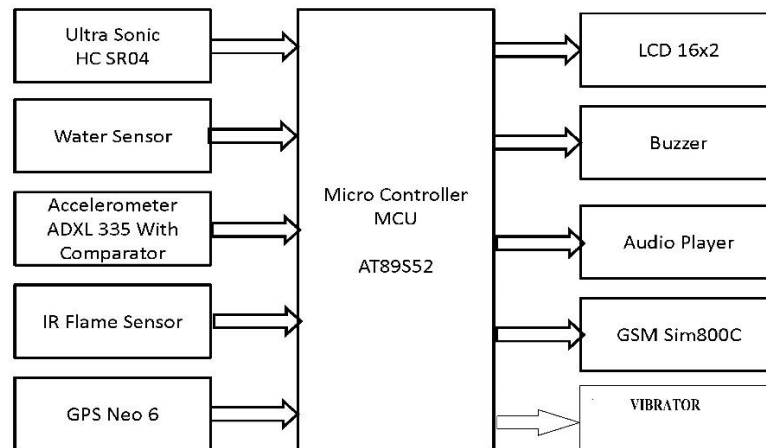 Ultra Sonic
HC SR04
Water Sensor
Accelerometer
ADXL 335 With
Comparator
IR Flame Sensor
GPS Neo 6
Micro Controller
MCU
AT89S52
LCD 16x2
Buzzer
Audio Player
GSM Sim800C
VIBRATOR